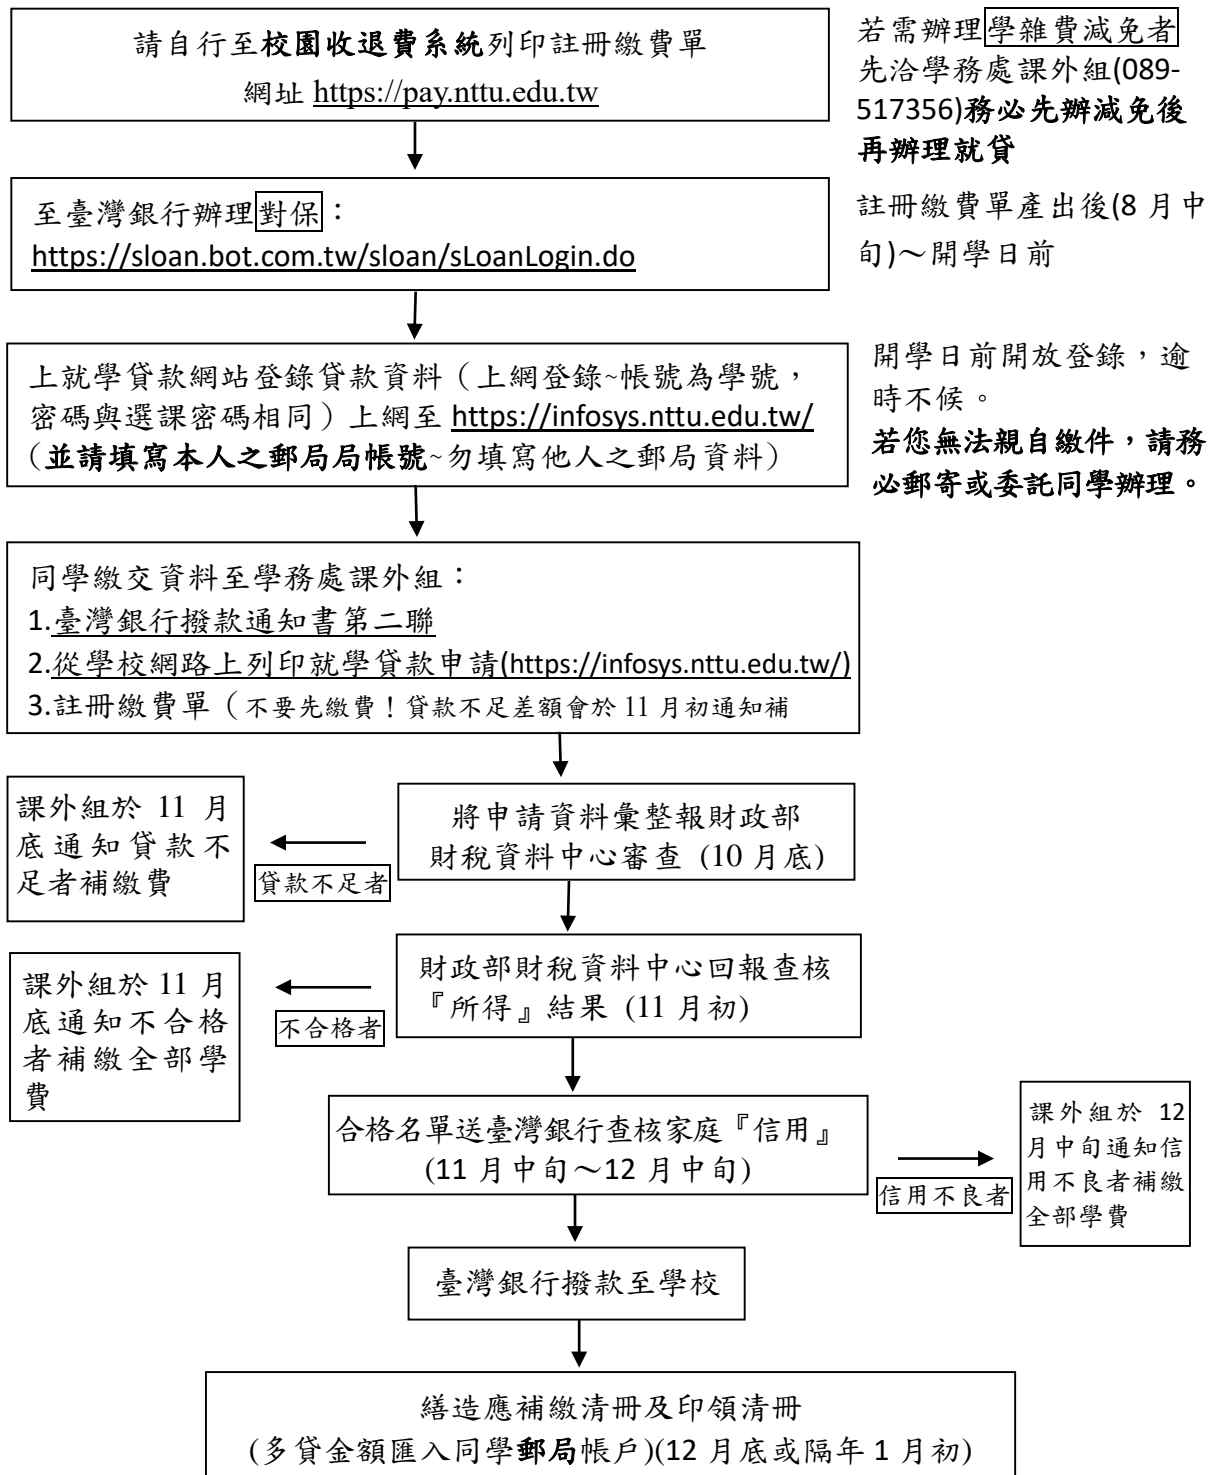 請自行至校園收退費系統列印註冊繳費單
網址 https://pay.nttu.edu.tw
若需辦理學雜費減免者
先洽學務處課外組(089-
517356)務必先辦減免後
再辦理就貸
至臺灣銀行辦理對保：
https://sloan.bot.com.tw/sloan/sLoanLogin.do
註冊繳費單產出後(8 月中
旬)～開學日前
上就學貸款網站登錄貸款資料（上網登錄~帳號為學號，
密碼與選課密碼相同）上網至 https://infosys.nttu.edu.tw/
（並請填寫本人之郵局局帳號~勿填寫他人之郵局資料）
開學日前開放登錄，逾
時不候。
若您無法親自繳件，請務
必郵寄或委託同學辦理。
同學繳交資料至學務處課外組：
1.臺灣銀行撥款通知書第二聯
2.從學校網路上列印就學貸款申請(https://infosys.nttu.edu.tw/)
3.註冊繳費單（不要先繳費！貸款不足差額會於 11 月初通知補
將申請資料彙整報財政部
財稅資料中心審查 (10 月底)
貸款不足者
課外組於 11 月
底通知貸款不
足者補繳費
財政部財稅資料中心回報查核
『所得』結果 (11 月初)
不合格者
課外組於 11 月
底通知不合格
者補繳全部學
費
合格名單送臺灣銀行查核家庭『信用』
(11 月中旬～12 月中旬)
信用不良者
課外組於 12
月中旬通知信
用不良者補繳
全部學費
臺灣銀行撥款至學校
繕造應補繳清冊及印領清冊
(多貸金額匯入同學郵局帳戶)(12 月底或隔年 1 月初)